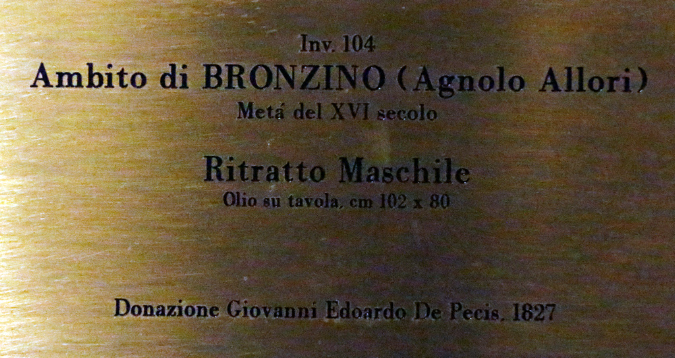 Inv. 104
Ambito di BRONZINO (Agnolo Allori)
Metá del XVI secolo
Ritratto Maschile
Olio su tavola, cm 102 x 80
Donazione Giovanni Edoardo De Pecis, 1827